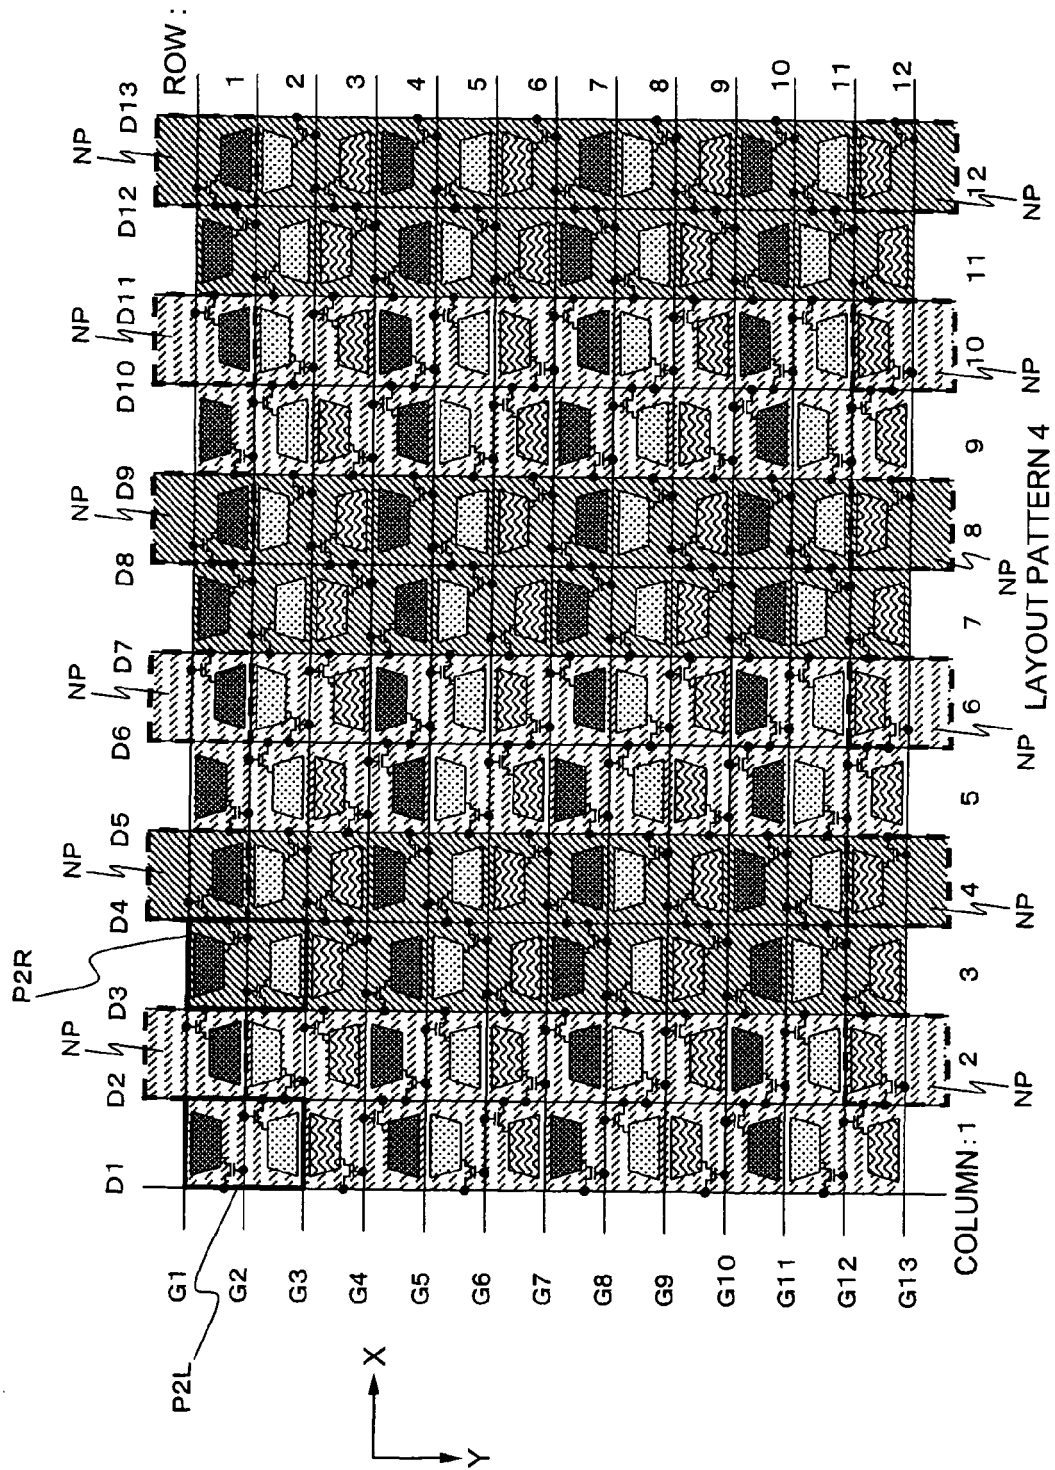 P2R
NP NP NP NP NP NP
D1 D2 D3 D4 D5 D6 D7 D8 D9 D10 D11 D12 D13
ROW :
G1
1
G2
2
G3
3
G4
4
G5
5
G6
6
G7
7
G8
8
G9
9
G10
10
G11
11
G12
12
G13
P2L
X
Y
COLUMN:1 2 3 4 5 6 7 8 9 10 11 12
NP NP NP NP NP NP
LAYOUT PATTERN 4